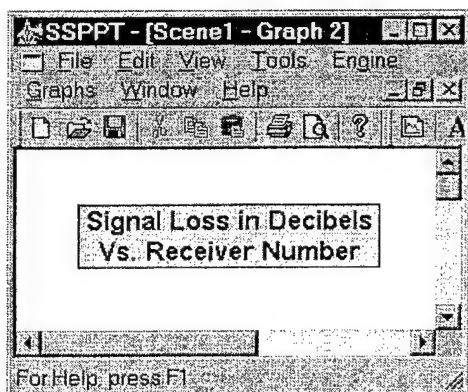 SSPPT - [Scene1 - Graph 2]
File Edit View Tools Engine
Graphs Window Help
Signal Loss in Decibels
Vs. Receiver Number
For Help, press F1